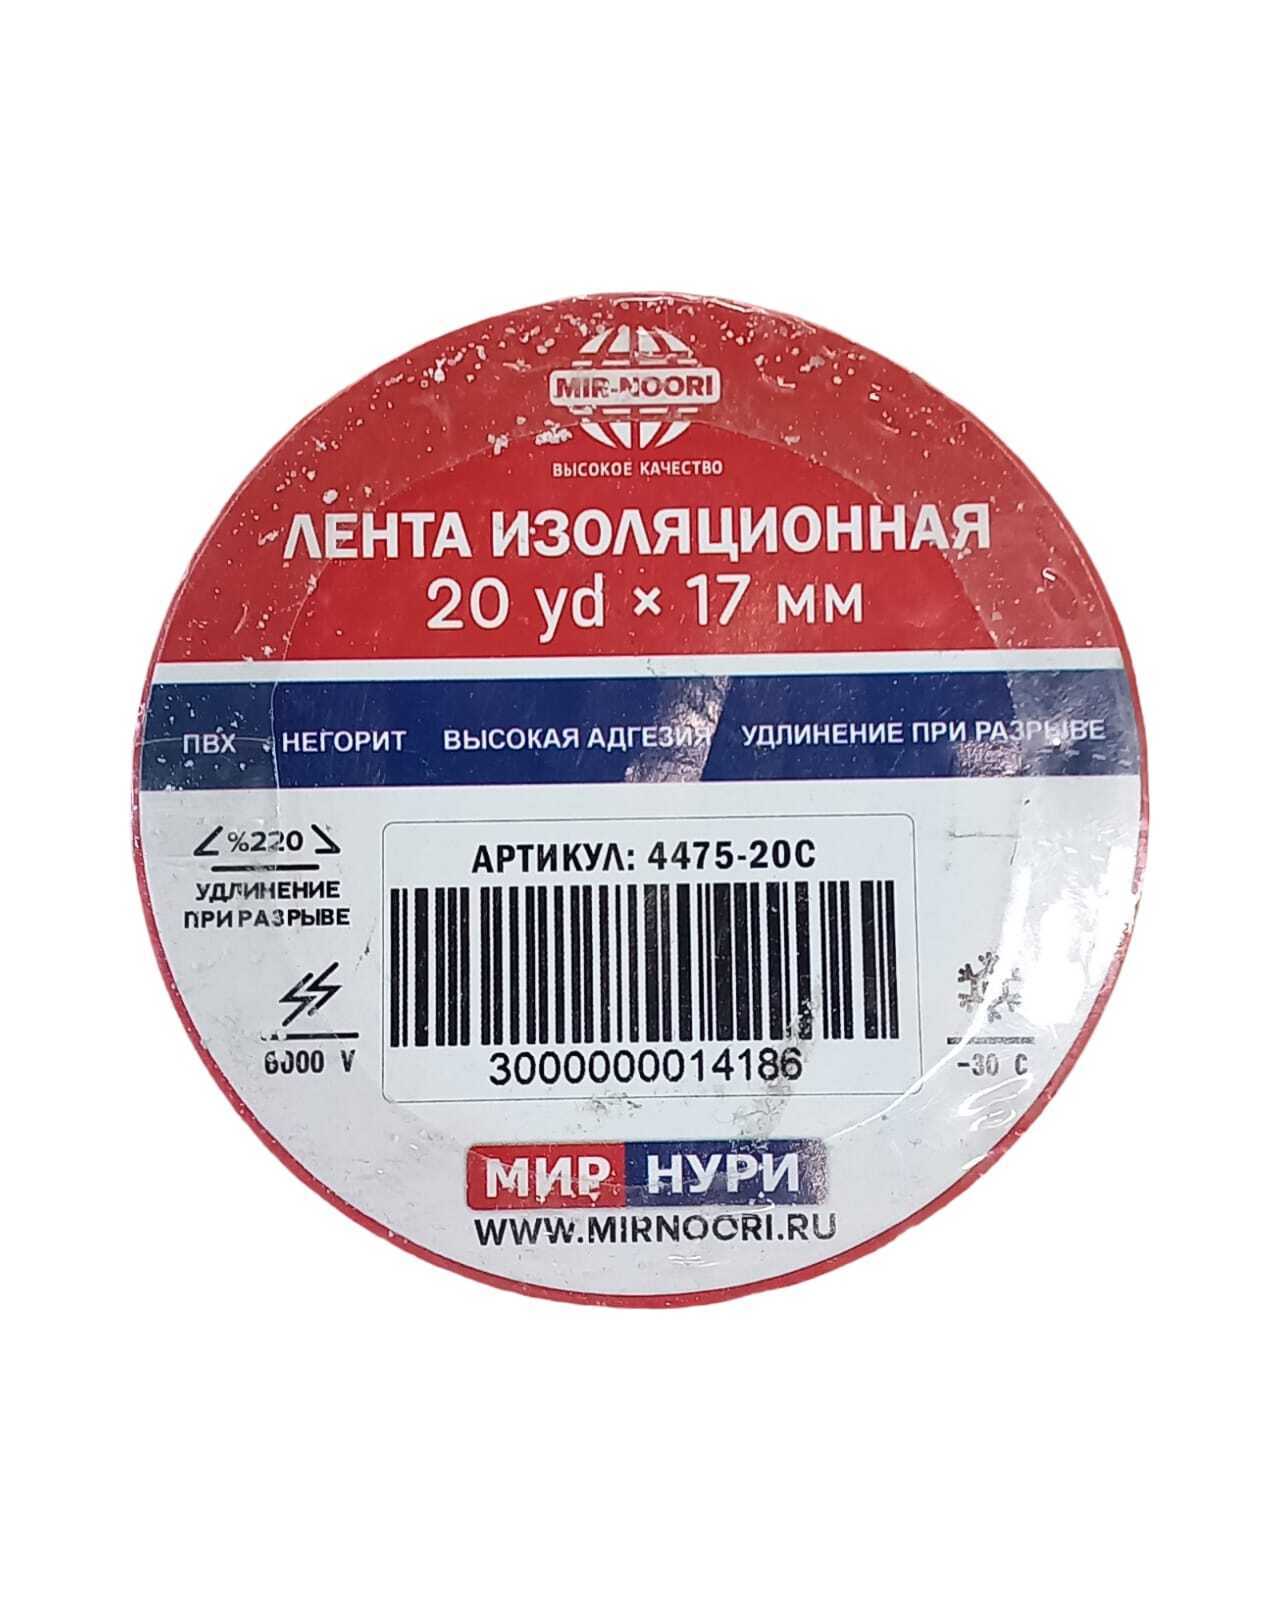 MIR-NOORI
ВЫСОКОЕ КАЧЕСТВО
ЛЕНТА ИЗОЛЯЦИОННАЯ
20 yd × 17 мм
ПВХ НЕГОРИТ ВЫСОКАЯ АДГЕЗИЯ УДЛИНЕНИЕ ПРИ РАЗРЫВЕ
%220
УДЛИНЕНИЕ
ПРИ РАЗРЫВЕ
6000 V
АРТИКУЛ: 4475-20С
3000000014186
-30 С
МИР НУРИ
WWW.MIRNOORI.RU